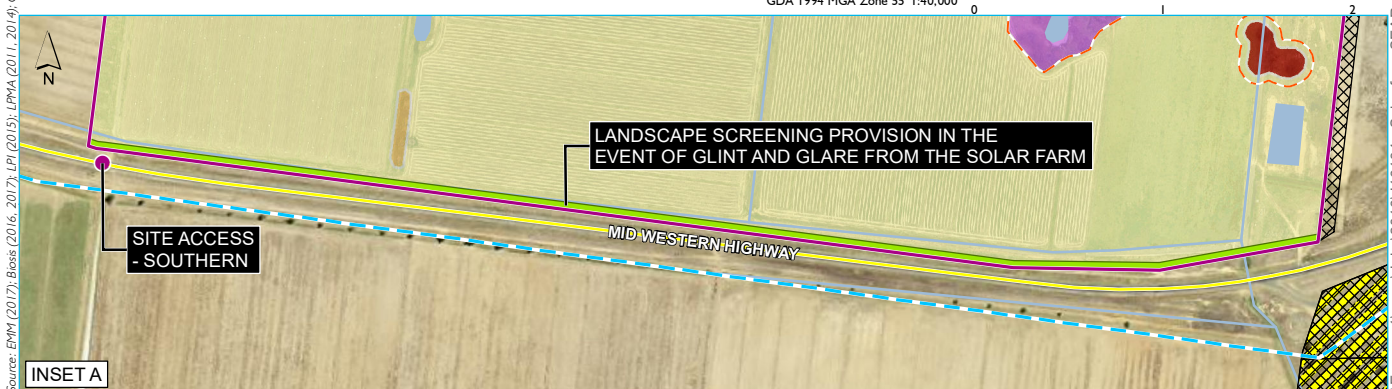 GDA 1994 MGA Zone 55 1:40,000
0 1 2
N
LANDSCAPE SCREENING PROVISION IN THE
EVENT OF GLINT AND GLARE FROM THE SOLAR FARM
MID WESTERN HIGHWAY
SITE ACCESS
- SOUTHERN
INSET A
Source: EMM (2017); Biosis (2016, 2017); LPI (2015); LPMA (2011, 2014);